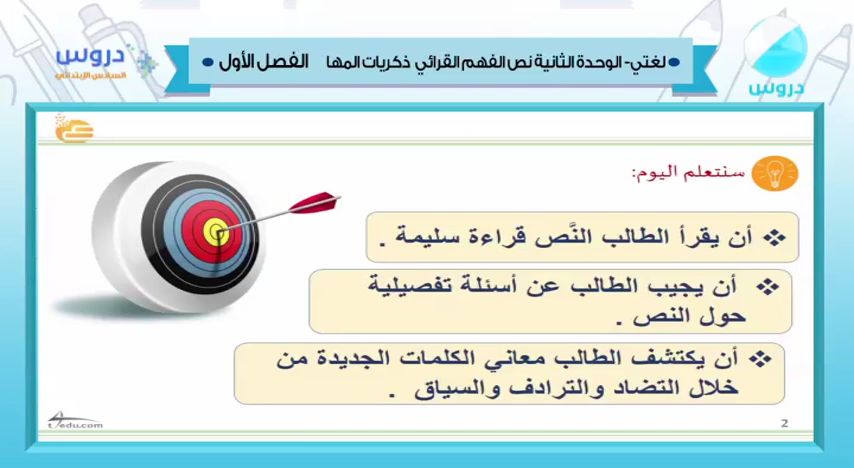 لغتي- الوحدة الثانية نص الفهم القرائي ذكريات المها الفصل الأول
دروس
دروس
السادس الإبتدائي
سنتعلم اليوم:
❖ أن يقرأ الطالب النَّص قراءة سليمة .
❖ أن يجيب الطالب عن أسئلة تفصيلية
حول النص .
❖ أن يكتشف الطالب معاني الكلمات الجديدة من
خلال التضاد والترادف والسياق .
t4edu.com
2